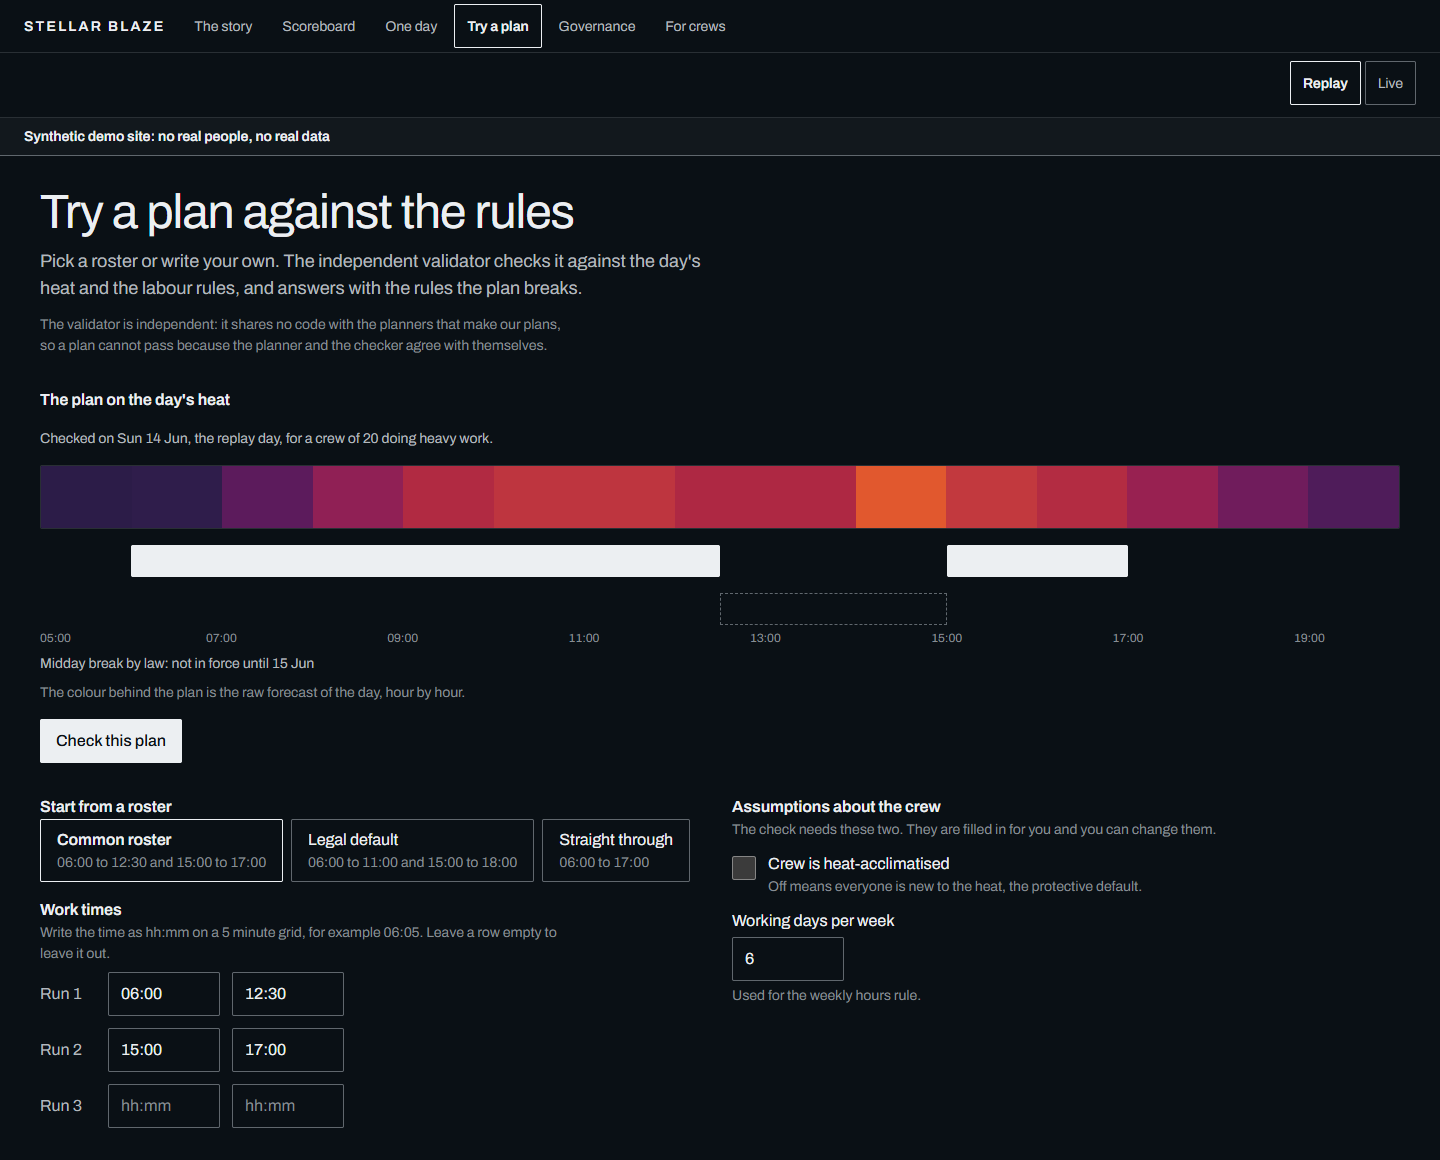 STELLAR BLAZE The story Scoreboard One day Try a plan Governance For crews
Replay Live
Synthetic demo site: no real people, no real data
Try a plan against the rules
Pick a roster or write your own. The independent validator checks it against the day's
heat and the labour rules, and answers with the rules the plan breaks.
The validator is independent: it shares no code with the planners that make our plans,
so a plan cannot pass because the planner and the checker agree with themselves.
The plan on the day's heat
Checked on Sun 14 Jun, the replay day, for a crew of 20 doing heavy work.
05:00 07:00 09:00 11:00 13:00 15:00 17:00 19:00
Midday break by law: not in force until 15 Jun
The colour behind the plan is the raw forecast of the day, hour by hour.
Check this plan
Start from a roster
Common roster
06:00 to 12:30 and 15:00 to 17:00
Legal default
06:00 to 11:00 and 15:00 to 18:00
Straight through
06:00 to 17:00
Work times
Write the time as hh:mm on a 5 minute grid, for example 06:05. Leave a row empty to
leave it out.
Run 1 06:00 12:30
Run 2 15:00 17:00
Run 3 hh:mm hh:mm
Assumptions about the crew
The check needs these two. They are filled in for you and you can change them.
Crew is heat-acclimatised
Off means everyone is new to the heat, the protective default.
Working days per week
6
Used for the weekly hours rule.